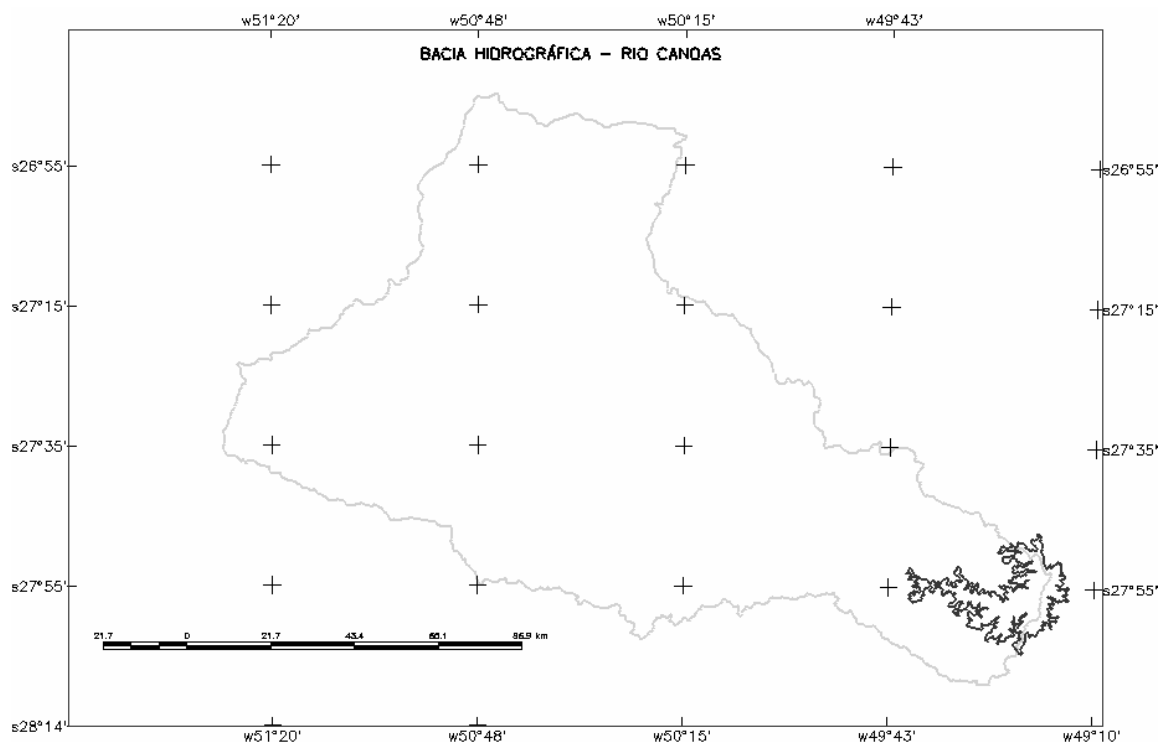 w51°20' w50°48' w50°15' w49°43'
BACIA HIDROGRÁFICA – RIO CANOAS
s26°55' s26°55'
s27°15' s27°15'
s27°35' s27°35'
s27°55' s27°55'
21.7 0 21.7 43.4 65.1 86.9 km
s28°14'
w51°20' w50°48' w50°15' w49°43' w49°10'